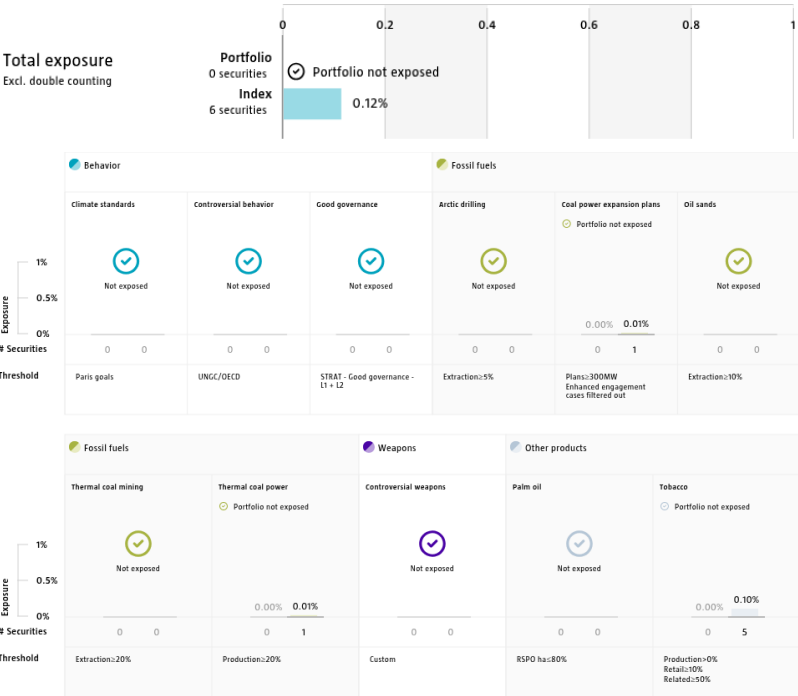 0 0.2 0.4 0.6 0.8 1
Total exposure
Excl. double counting
Portfolio
0 securities
Portfolio not exposed
Index
6 securities
0.12%
Behavior
Fossil fuels
Climate standards Controversial behavior Good governance Arctic drilling Coal power expansion plans Oil sands
Portfolio not exposed
Not exposed Not exposed Not exposed Not exposed Not exposed
Exposure
1%
0.5%
0%
0.00% 0.01%
# Securities 0 0 0 0 0 0 0 0 0 1 0 0
Threshold
Paris goals
UNGC/OECD
STRAT - Good governance -
L1 + L2
Extraction≥5%
Plans≥300MW
Enhanced engagement
cases filtered out
Extraction≥10%
Fossil fuels
Weapons
Other products
Thermal coal mining Thermal coal power Controversial weapons Palm oil Tobacco
Portfolio not exposed Portfolio not exposed
Not exposed Not exposed Not exposed
Exposure
1%
0.5%
0%
0.00% 0.01% 0.00% 0.10%
# Securities 0 0 0 1 0 0 0 0 0 5
Threshold
Extraction≥20%
Production≥20%
Custom
RSPO ha≤80%
Production>0%
Retail≥10%
Related≥50%